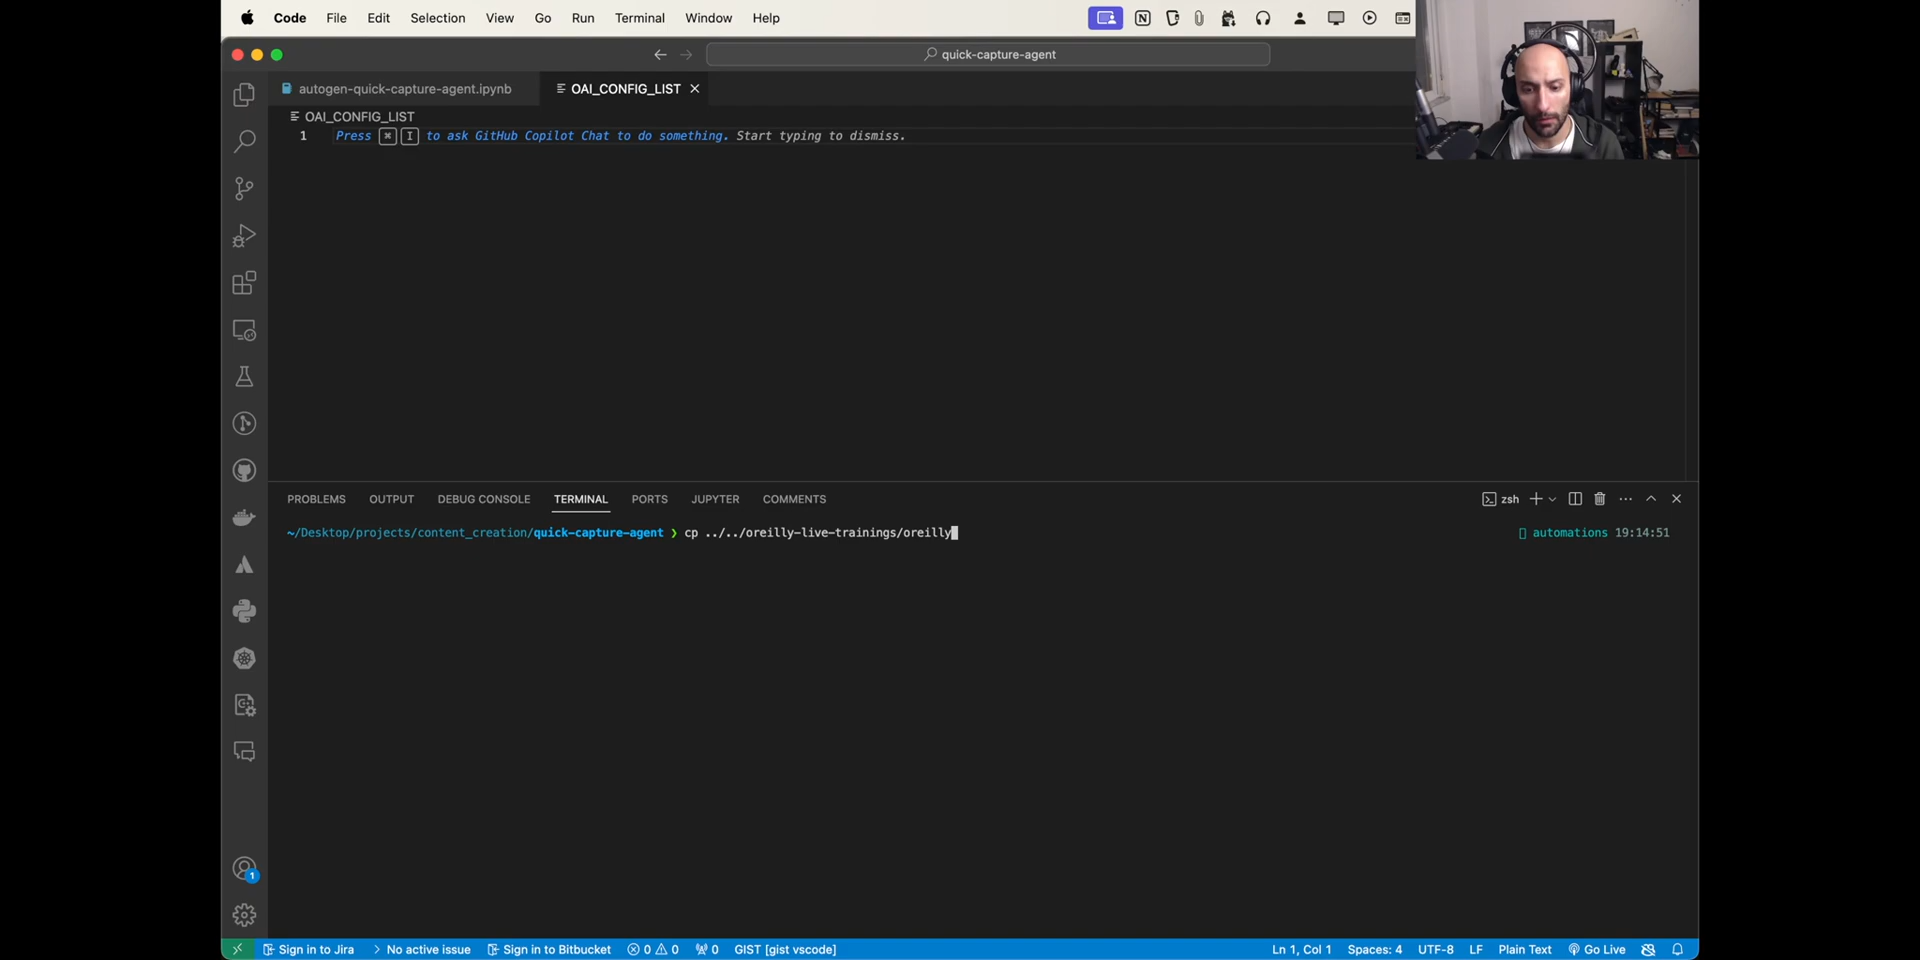 Code File Edit Selection View Go Run Terminal Window Help
quick-capture-agent
autogen-quick-capture-agent.ipynb OAI_CONFIG_LIST
OAI_CONFIG_LIST
1 Press ⌘ I to ask GitHub Copilot Chat to do something. Start typing to dismiss.
PROBLEMS OUTPUT DEBUG CONSOLE TERMINAL PORTS JUPYTER COMMENTS zsh
~/Desktop/projects/content_creation/quick-capture-agent ❯ cp ../../oreilly-live-trainings/oreilly automations 19:14:51
1
Sign in to Jira No active issue Sign in to Bitbucket 0 0 0 GIST [gist vscode] Ln 1, Col 1 Spaces: 4 UTF-8 LF Plain Text Go Live